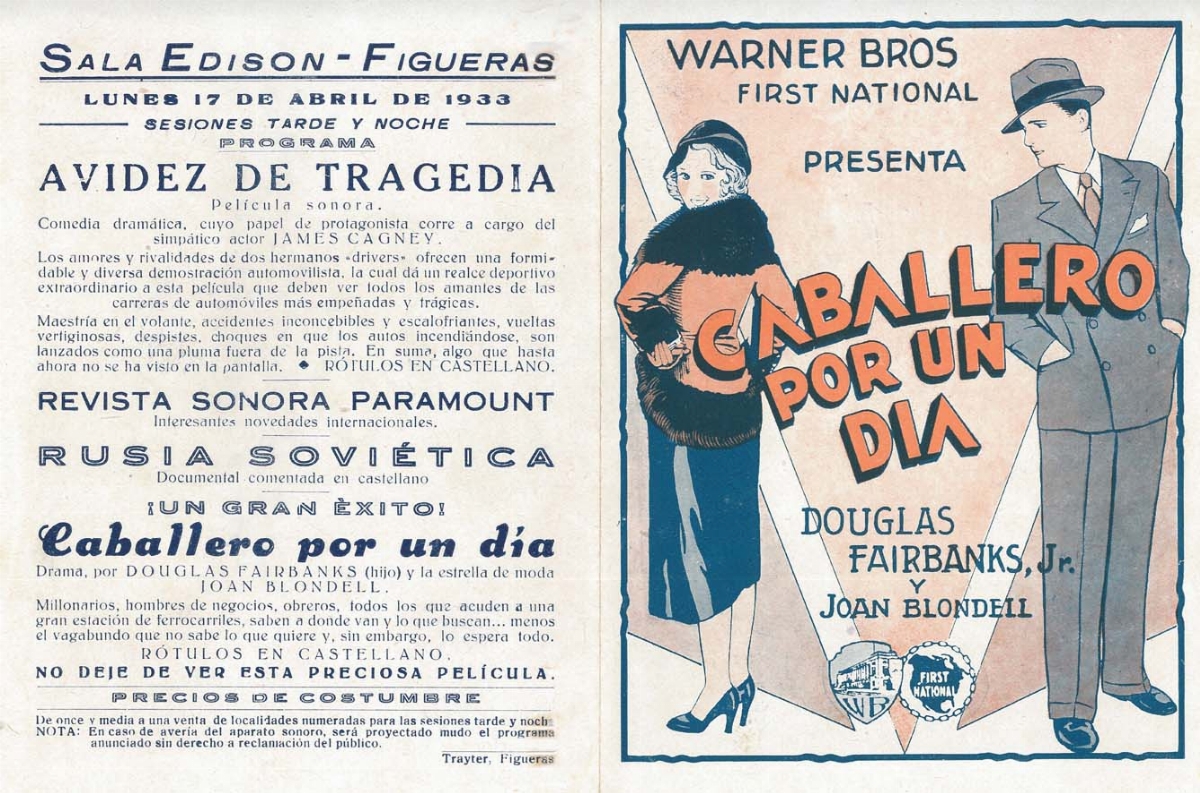 SALA EDISON - FIGUERAS
LUNES 17 DE ABRIL DE 1933
SESIONES TARDE Y NOCHE
PROGRAMA
AVIDEZ DE TRAGEDIA
Película sonora.
Comedia dramática, cuyo papel de protagonista corre a cargo del
simpático actor JAMES CAGNEY.
Los amores y rivalidades de dos hermanos «drivers» ofrecen una formi-
dable y diversa demostración automovilista, la cual dá un realce deportivo
extraordinario a esta película que deben ver todos los amantes de las
carreras de automóviles más empeñadas y trágicas.
Maestría en el volante, accidentes inconcebibles y escalofriantes, vueltas
vertiginosas, despistes, choques en que los autos incendiándose, son
lanzados como una pluma fuera de la pista. En suma, algo que hasta
ahora no se ha visto en la pantalla. ♠ RÓTULOS EN CASTELLANO.
REVISTA SONORA PARAMOUNT
Interesantes novedades internacionales.
RUSIA SOVIÉTICA
Documental comentada en castellano
¡UN GRAN ÈXITO!
Caballero por un día
Drama, por DOUGLAS FAIRBANKS (hijo) y la estrella de moda
JOAN BLONDELL.
Millonarios, hombres de negocios, obreros, todos los que acuden a una
gran estación de ferrocarriles, saben a donde van y lo que buscan... menos
el vagabundo que no sabe lo que quiere y, sin embargo, lo espera todo.
RÓTULOS EN CASTELLANO.
NO DEJE DE VER ESTA PRECIOSA PELÍCULA.
PRECIOS DE COSTUMBRE
De once y media a una venta de localidades numeradas para las sesiones tarde y noch
NOTA: En caso de avería del aparato sonoro, será proyectado mudo el programa
anunciado sin derecho a reclamación del público.
Trayter, Figueras
WARNER BROS
FIRST NATIONAL
PRESENTA
CABALLERO
POR UN
DIA
DOUGLAS
FAIRBANKS, Jr.
Y
JOAN BLONDELL
WB
FIRST
NATIONAL